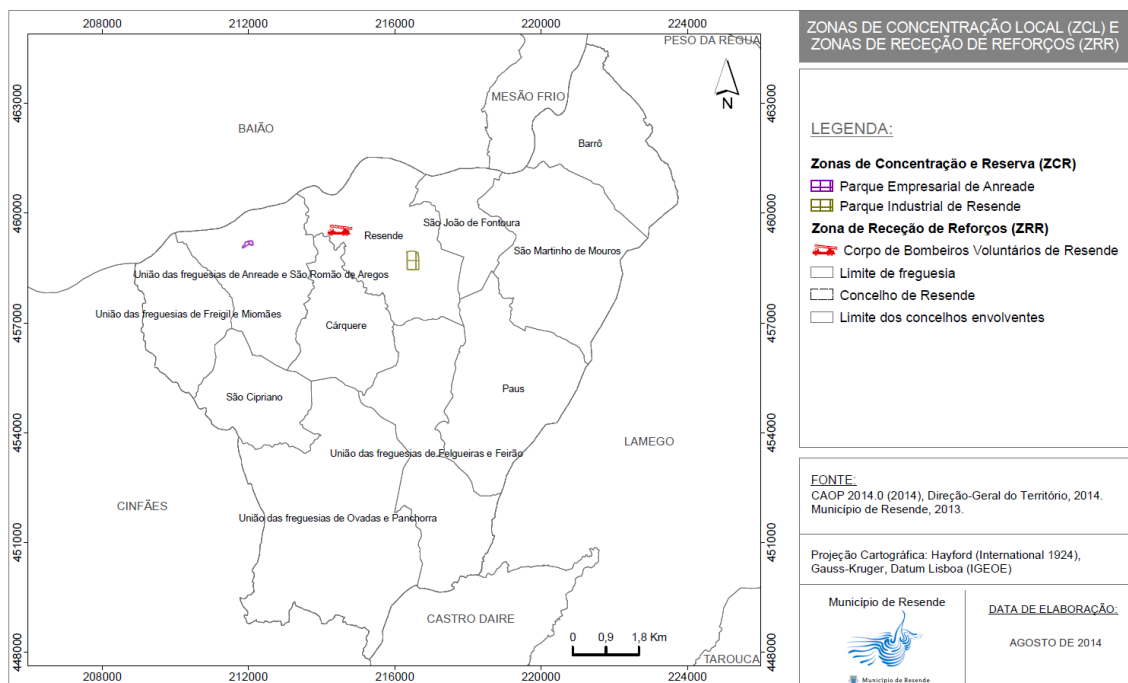 208000 212000 216000 220000 224000
PESO DA RÉGUA
MESÃO FRIO
463000 463000
N
BAIÃO
Barrô
460000 460000
São João de Fontoura
Resende
São Martinho de Mouros
União das freguesias de Anreade e São Romão de Aregos
União das freguesias de Freigil e Miomães
457000 457000
Cárquere
Paus
São Cipriano
454000 454000
LAMEGO
União das freguesias de Felgueiras e Feirão
CINFÃES
União das freguesias de Ovadas e Panchorra
451000 451000
CASTRO DAIRE
0 0,9 1,8 Km
448000 448000
TAROUCA
208000 212000 216000 220000 224000
ZONAS DE CONCENTRAÇÃO LOCAL (ZCL) E
ZONAS DE RECEÇÃO DE REFORÇOS (ZRR)
LEGENDA:
Zonas de Concentração e Reserva (ZCR)
Parque Empresarial de Anreade
Parque Industrial de Resende
Zona de Receção de Reforços (ZRR)
Corpo de Bombeiros Voluntários de Resende
Limite de freguesia
Concelho de Resende
Limite dos concelhos envolventes
FONTE:
CAOP 2014.0 (2014), Direção-Geral do Território, 2014.
Município de Resende, 2013.
Projeção Cartográfica: Hayford (International 1924),
Gauss-Kruger, Datum Lisboa (IGEOE)
Município de Resende
Município de Resende
DATA DE ELABORAÇÃO:
AGOSTO DE 2014